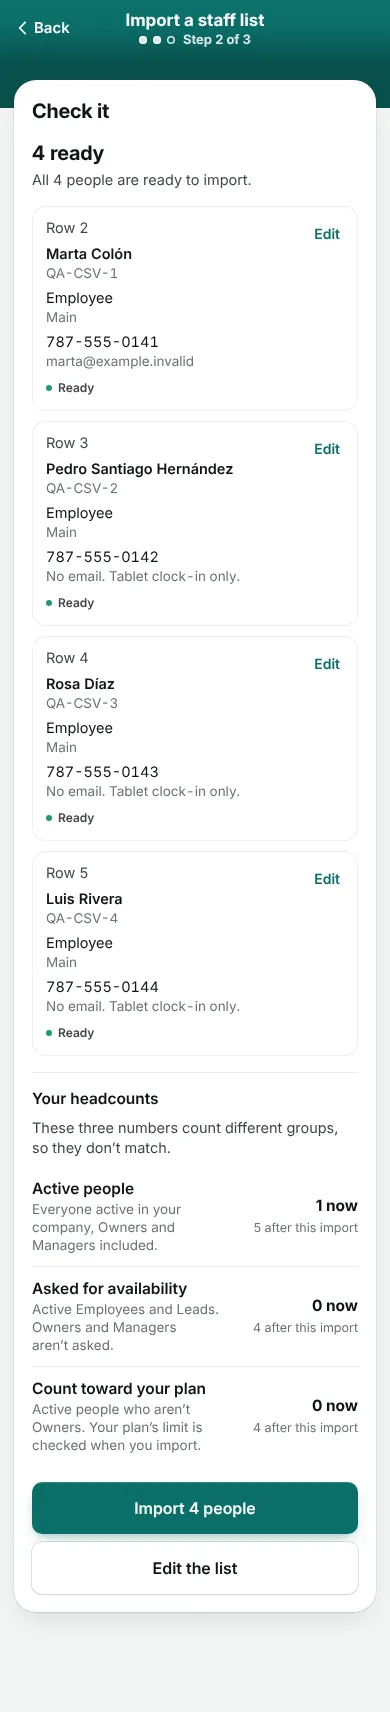 Back
Import a staff list
Step 2 of 3
Check it
4 ready
All 4 people are ready to import.
Row 2
Edit
Marta Colón
QA-CSV-1
Employee
Main
787-555-0141
marta@example.invalid
Ready
Row 3
Edit
Pedro Santiago Hernández
QA-CSV-2
Employee
Main
787-555-0142
No email. Tablet clock-in only.
Ready
Row 4
Edit
Rosa Díaz
QA-CSV-3
Employee
Main
787-555-0143
No email. Tablet clock-in only.
Ready
Row 5
Edit
Luis Rivera
QA-CSV-4
Employee
Main
787-555-0144
No email. Tablet clock-in only.
Ready
Your headcounts
These three numbers count different groups,
so they don’t match.
Active people
Everyone active in your
company, Owners and
Managers included.
1 now
5 after this import
Asked for availability
Active Employees and Leads.
Owners and Managers
aren’t asked.
0 now
4 after this import
Count toward your plan
Active people who aren’t
Owners. Your plan’s limit is
checked when you import.
0 now
4 after this import
Import 4 people
Edit the list